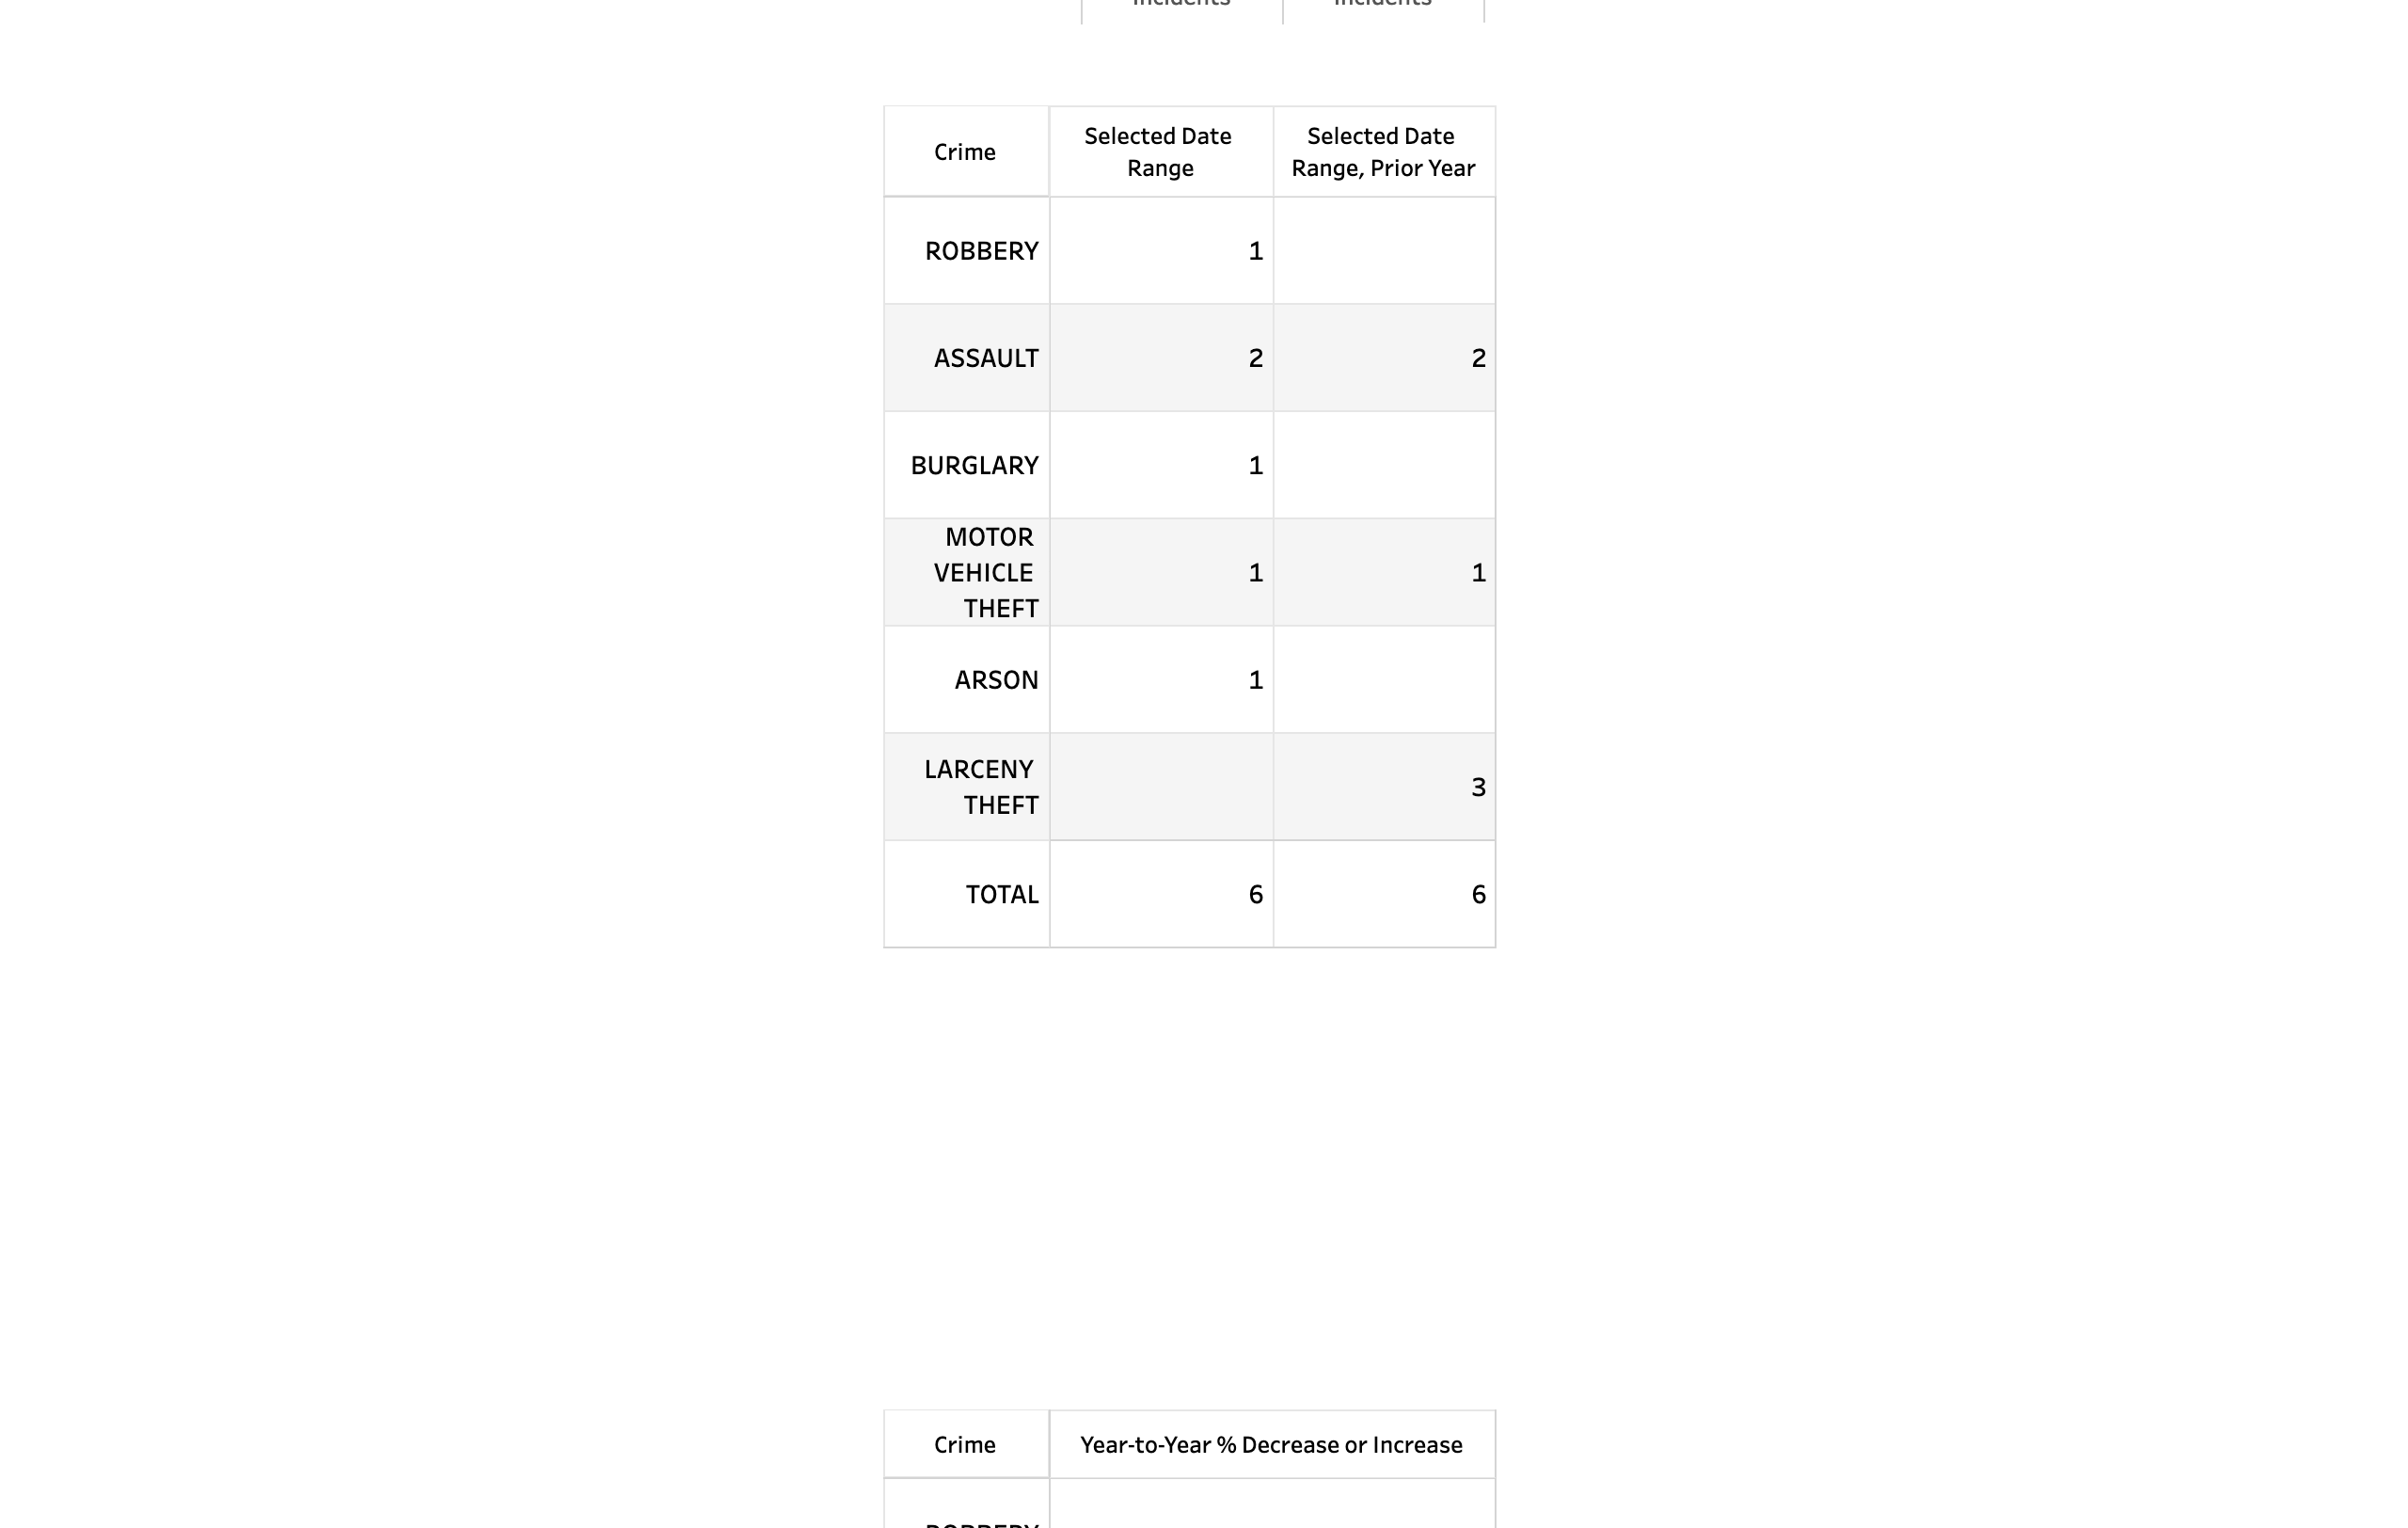 Incidents Incidents
Crime Selected Date Range Selected Date Range, Prior Year
ROBBERY 1
ASSAULT 2 2
BURGLARY 1
MOTOR VEHICLE THEFT 1 1
ARSON 1
LARCENY THEFT 3
TOTAL 6 6
Crime Year-to-Year % Decrease or Increase
ROBBERY